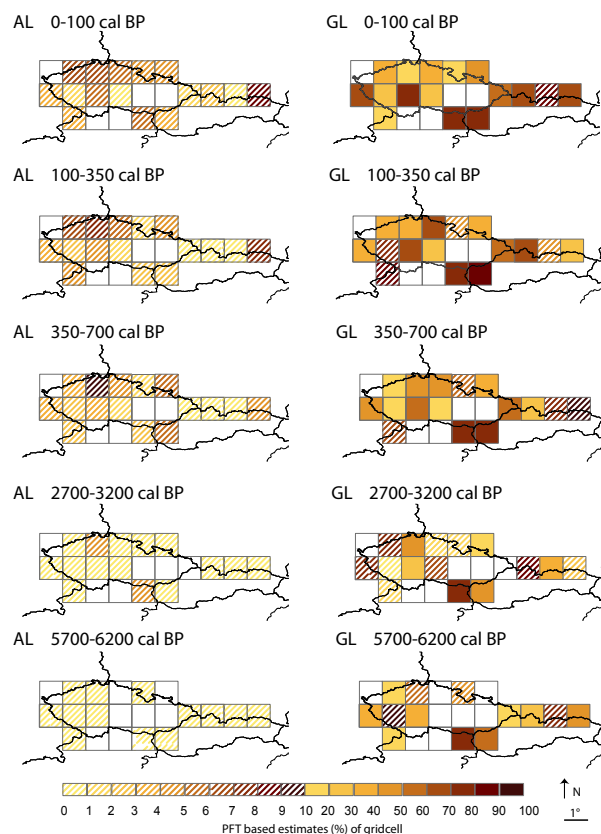 AL 0-100 cal BP GL 0-100 cal BP
AL 100-350 cal BP GL 100-350 cal BP
AL 350-700 cal BP GL 350-700 cal BP
AL 2700-3200 cal BP GL 2700-3200 cal BP
AL 5700-6200 cal BP GL 5700-6200 cal BP
N
0 1 2 3 4 5 6 7 8 9 10 20 30 40 50 60 70 80 90 100 1°
PFT based estimates (%) of gridcell